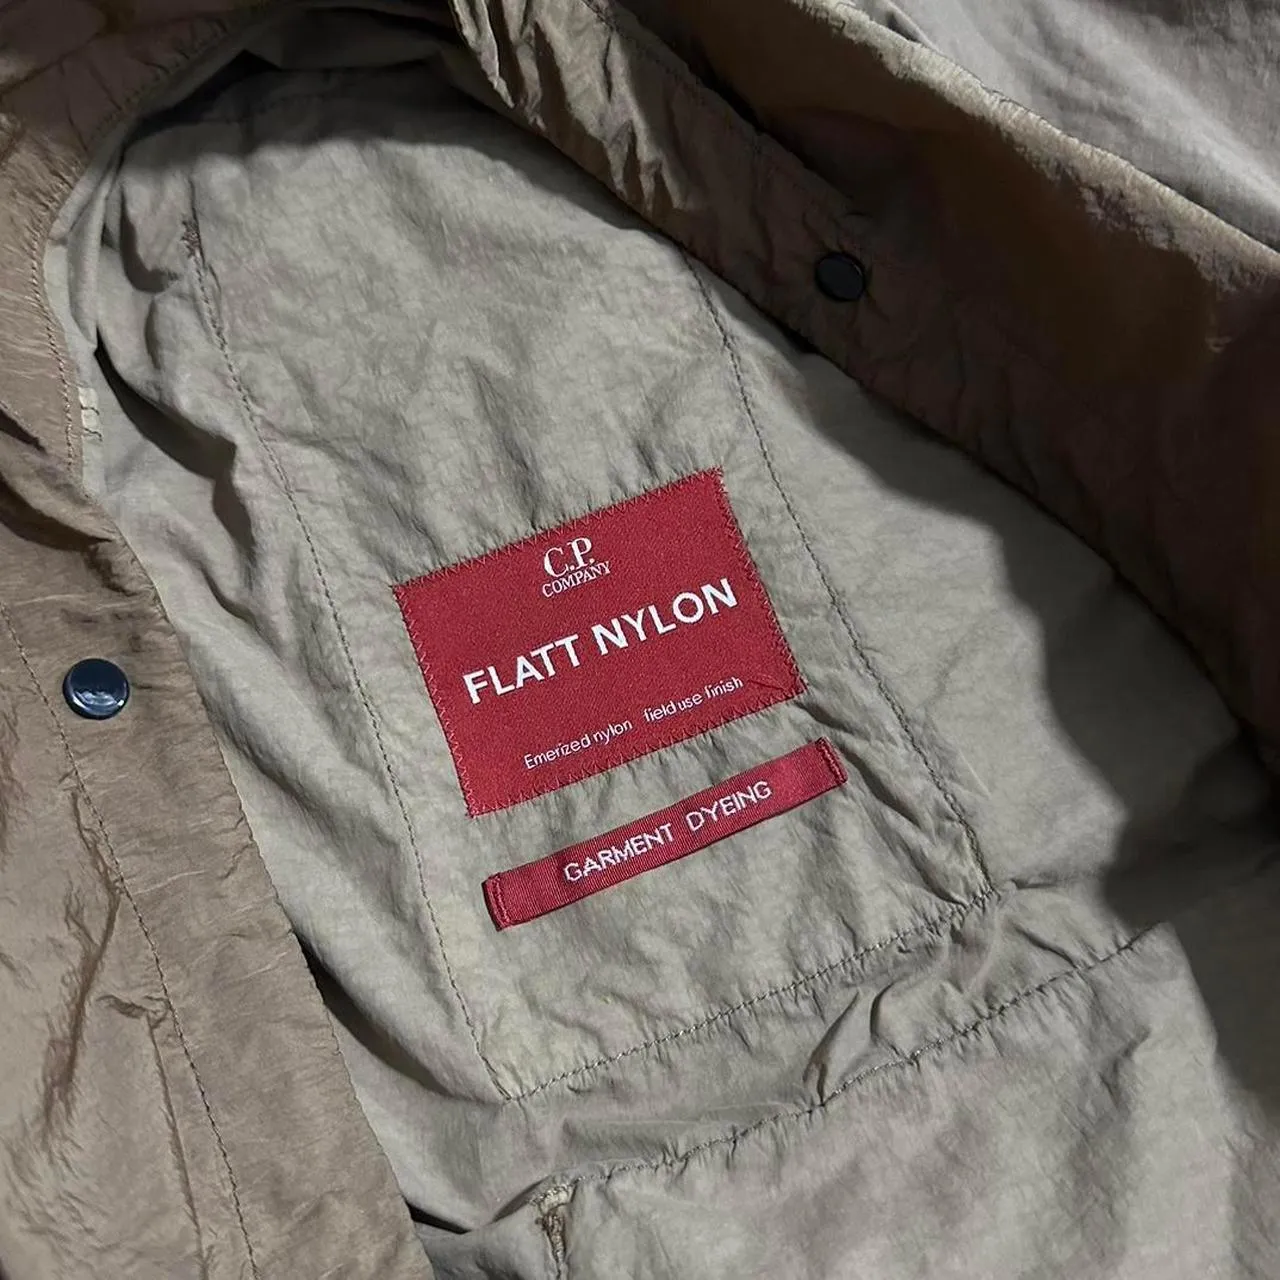 C.P.
COMPANY
FLATT NYLON
Emerized nylon field use finish
GARMENT DYEING